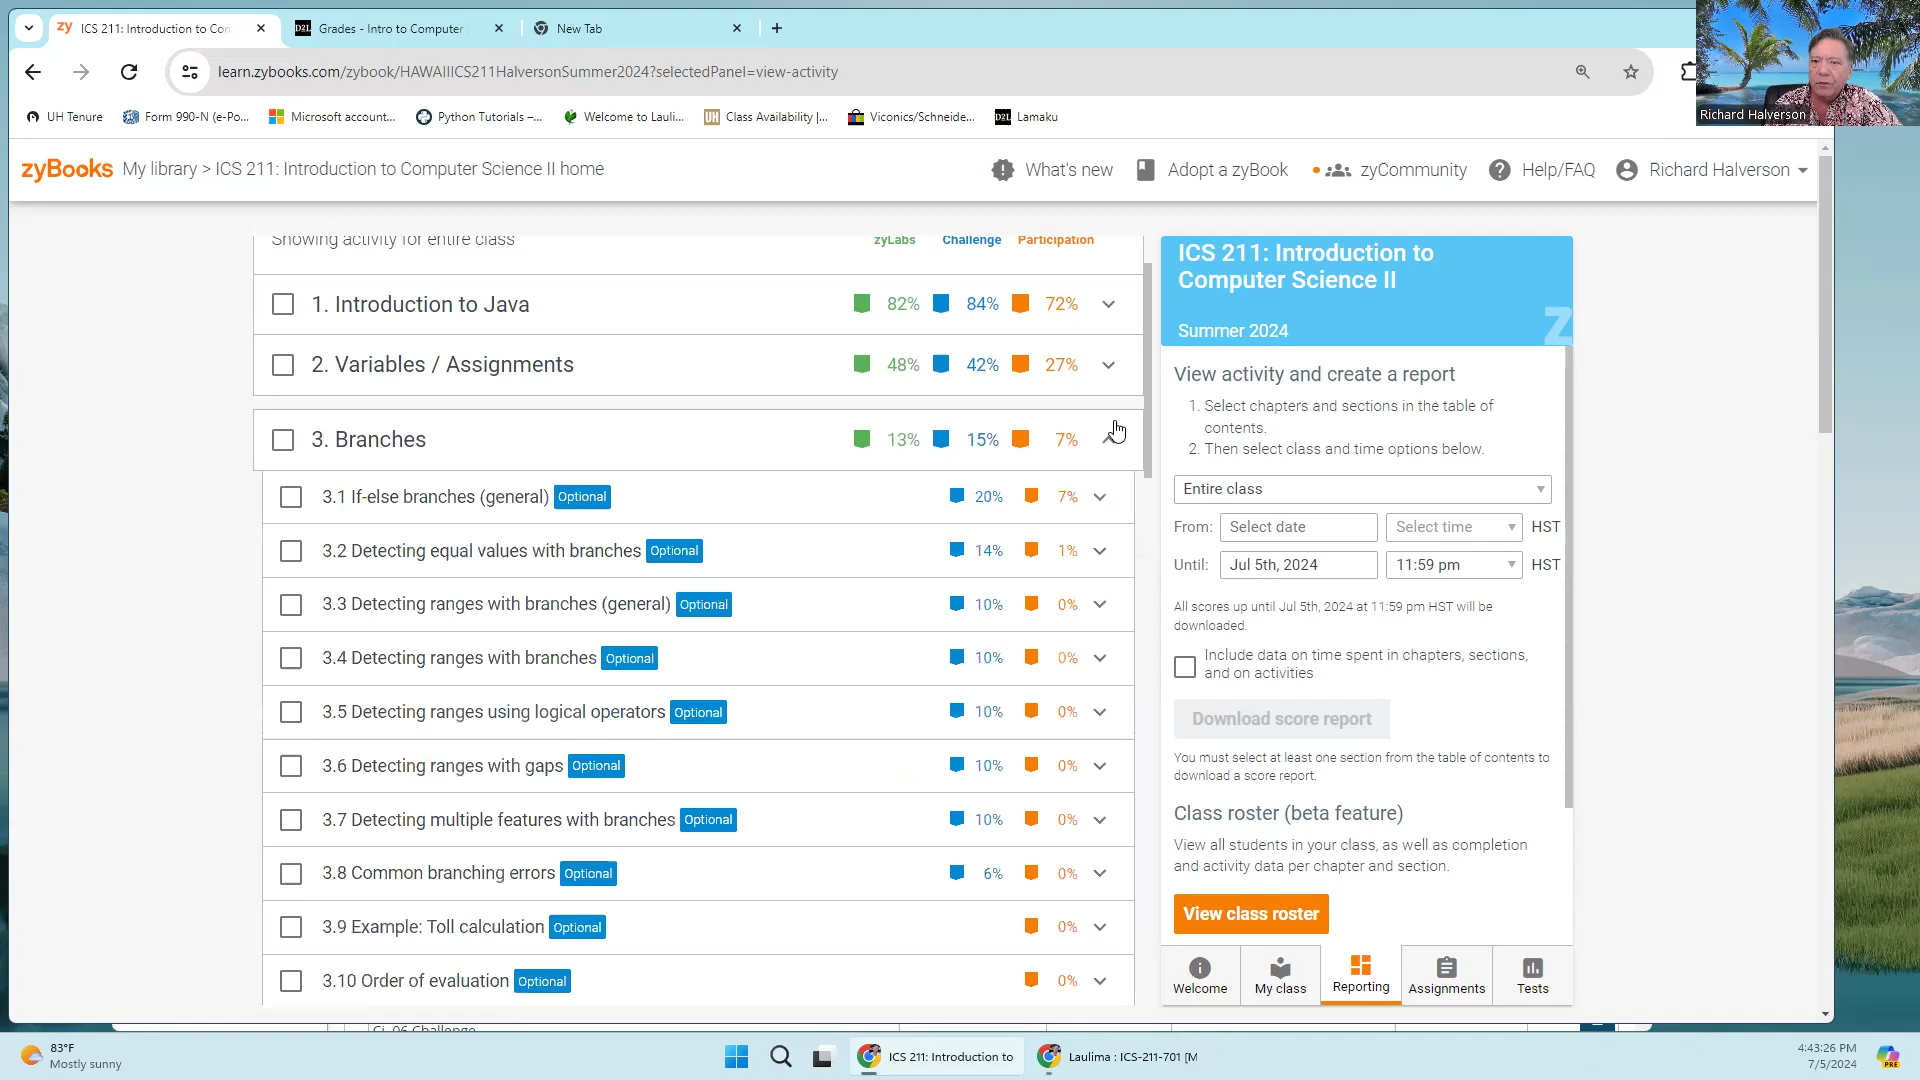 ICS 211: Introduction to Con
Grades - Intro to Computer
New Tab
learn.zybooks.com/zybook/HAWAIIICS211HalversonSummer2024?selectedPanel=view-activity
UH Tenure
Form 990-N (e-Po...
Microsoft account...
Python Tutorials –...
Welcome to Lauli...
Class Availability |...
Viconics/Schneide...
D2L Lamaku
Richard Halverson
zyBooks My library > ICS 211: Introduction to Computer Science II home
What's new
Adopt a zyBook
zyCommunity
Help/FAQ
Richard Halverson
Showing activity for entire class
zyLabs Challenge Participation
1. Introduction to Java 82% 84% 72%
2. Variables / Assignments 48% 42% 27%
3. Branches 13% 15% 7%
3.1 If-else branches (general) Optional 20% 7%
3.2 Detecting equal values with branches Optional 14% 1%
3.3 Detecting ranges with branches (general) Optional 10% 0%
3.4 Detecting ranges with branches Optional 10% 0%
3.5 Detecting ranges using logical operators Optional 10% 0%
3.6 Detecting ranges with gaps Optional 10% 0%
3.7 Detecting multiple features with branches Optional 10% 0%
3.8 Common branching errors Optional 6% 0%
3.9 Example: Toll calculation Optional 0%
3.10 Order of evaluation Optional 0%
ICS 211: Introduction to
Computer Science II
Summer 2024
View activity and create a report
1. Select chapters and sections in the table of
contents.
2. Then select class and time options below.
Entire class
From: Select date Select time HST
Until: Jul 5th, 2024 11:59 pm HST
All scores up until Jul 5th, 2024 at 11:59 pm HST will be
downloaded.
Include data on time spent in chapters, sections,
and on activities
Download score report
You must select at least one section from the table of contents to
download a score report.
Class roster (beta feature)
View all students in your class, as well as completion
and activity data per chapter and section.
View class roster
Welcome
My class
Reporting
Assignments
Tests
83°F
Mostly sunny
ICS 211: Introduction to
Laulima : ICS-211-701 [M
4:43:26 PM
7/5/2024
PRE